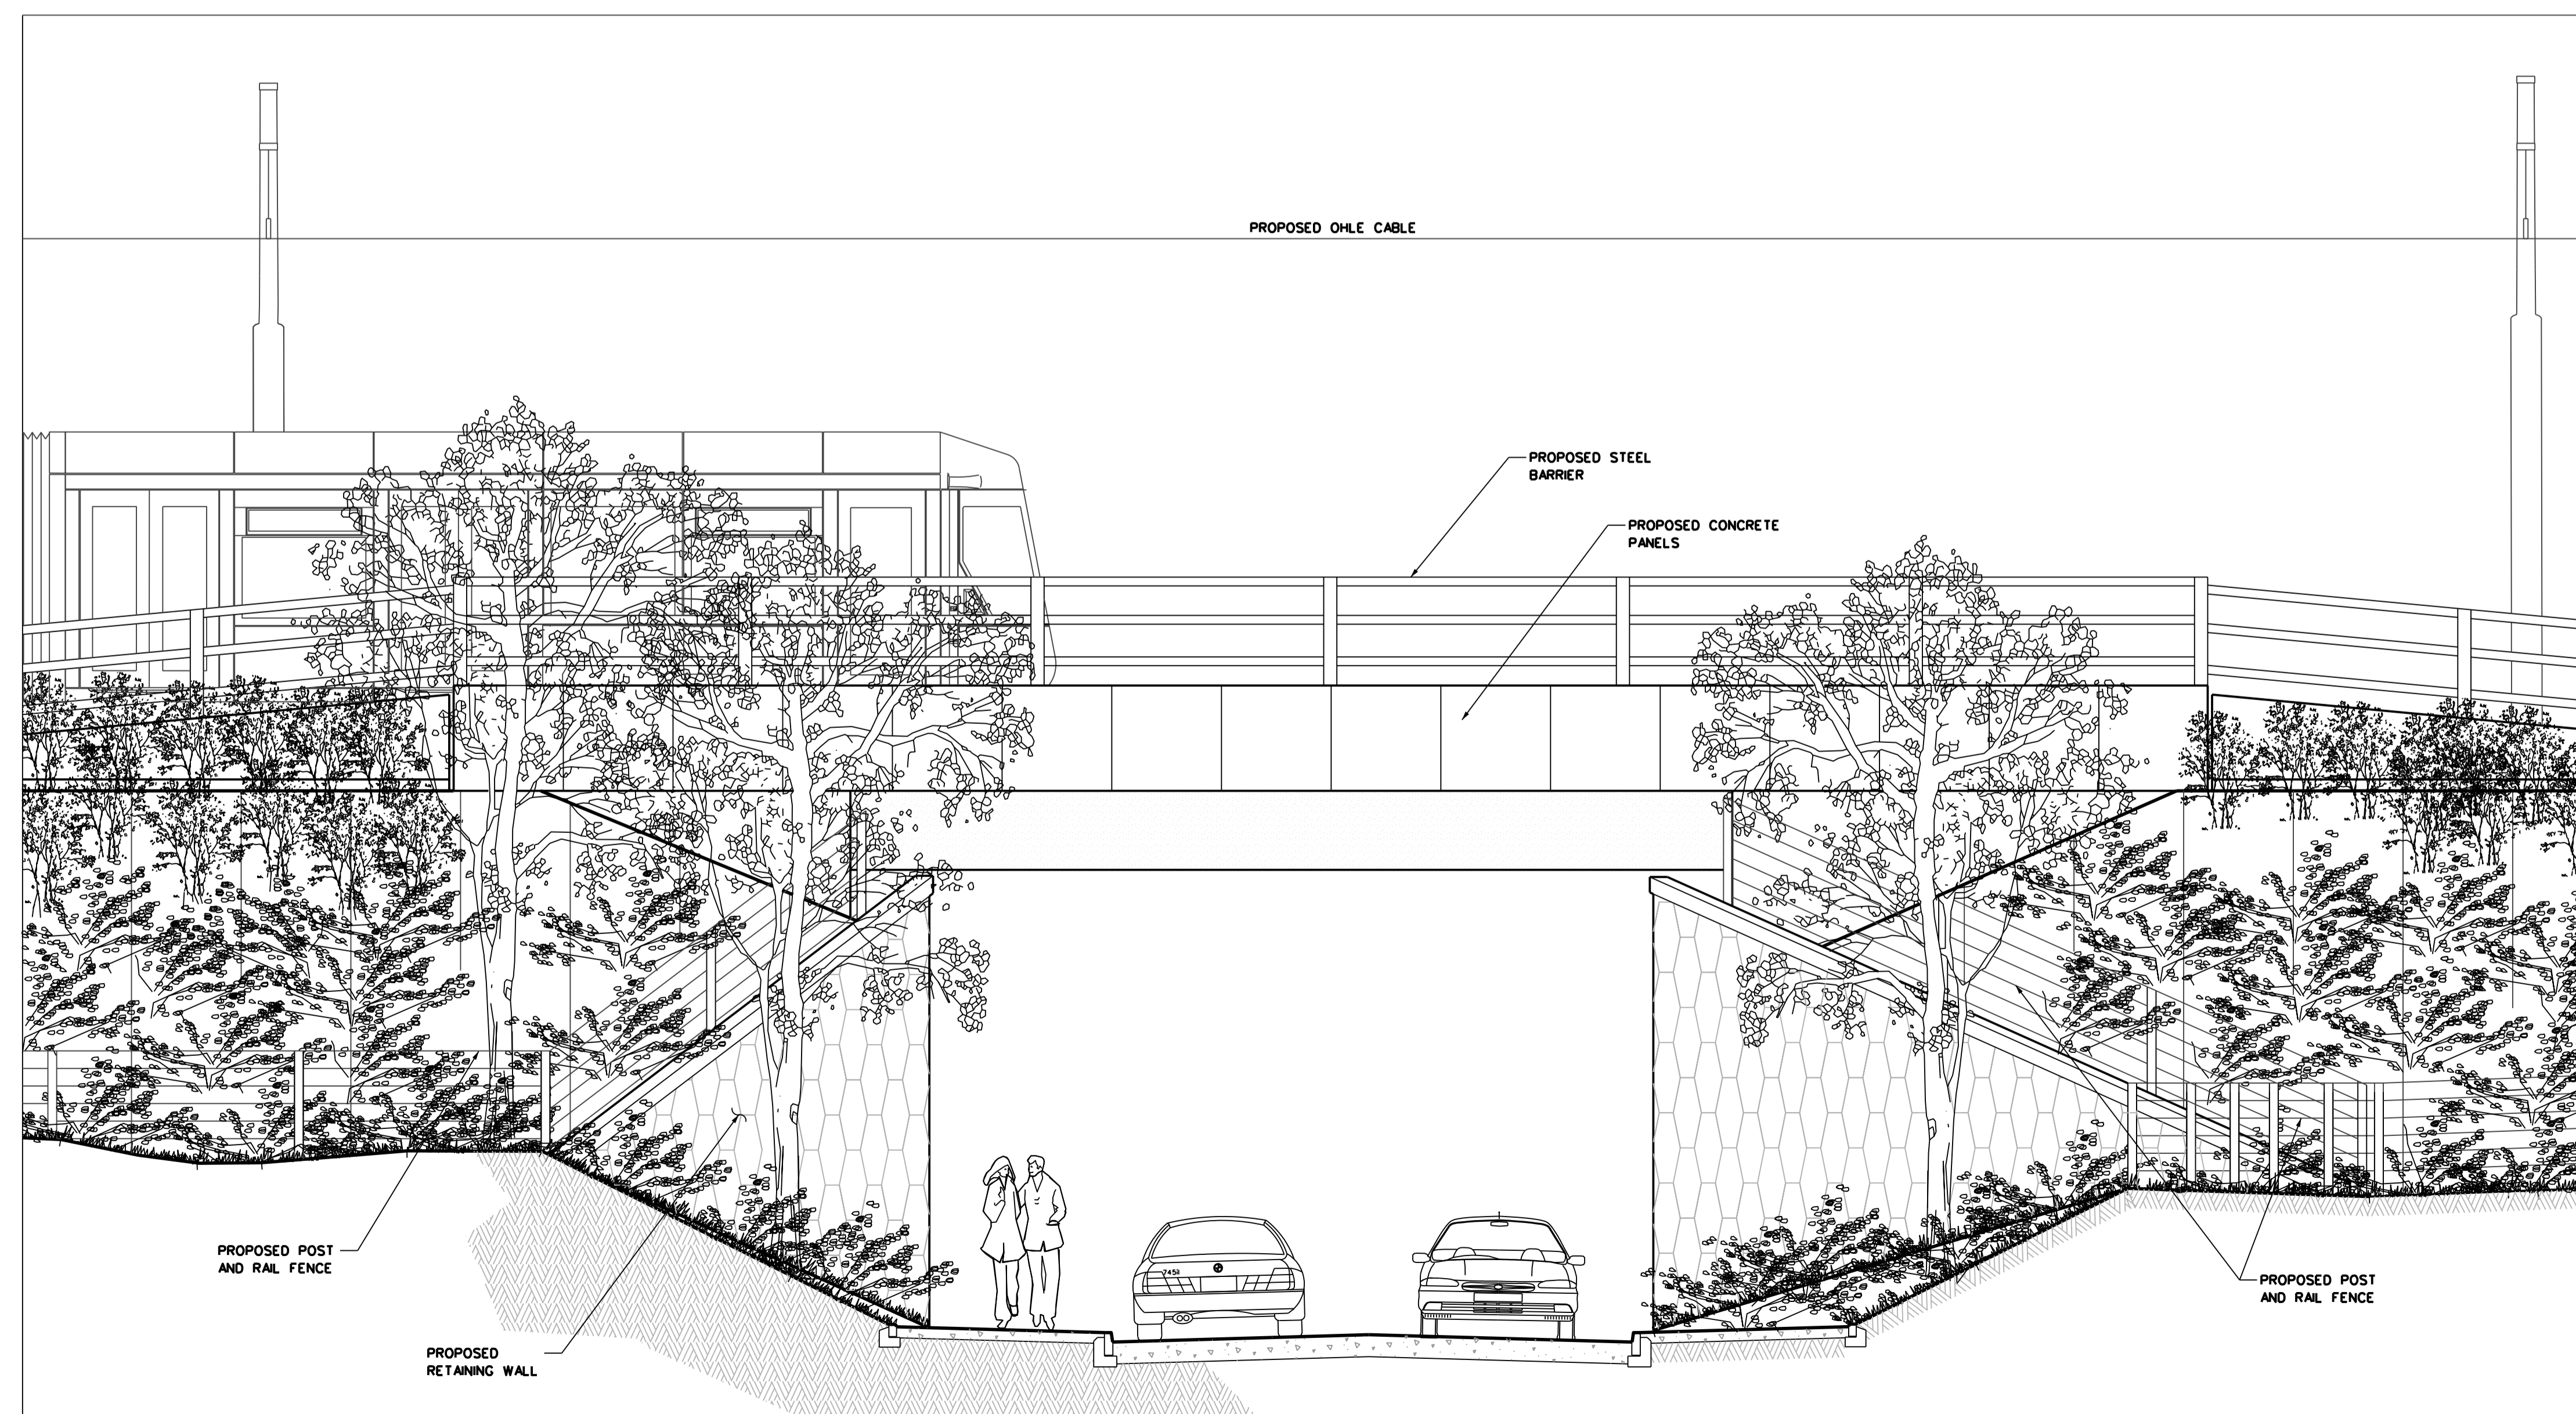 PROPOSED OHLE CABLE
PROPOSED STEEL
BARRIER
PROPOSED CONCRETE
PANELS
PROPOSED POST
AND RAIL FENCE
PROPOSED POST
AND RAIL FENCE
PROPOSED
RETAINING WALL